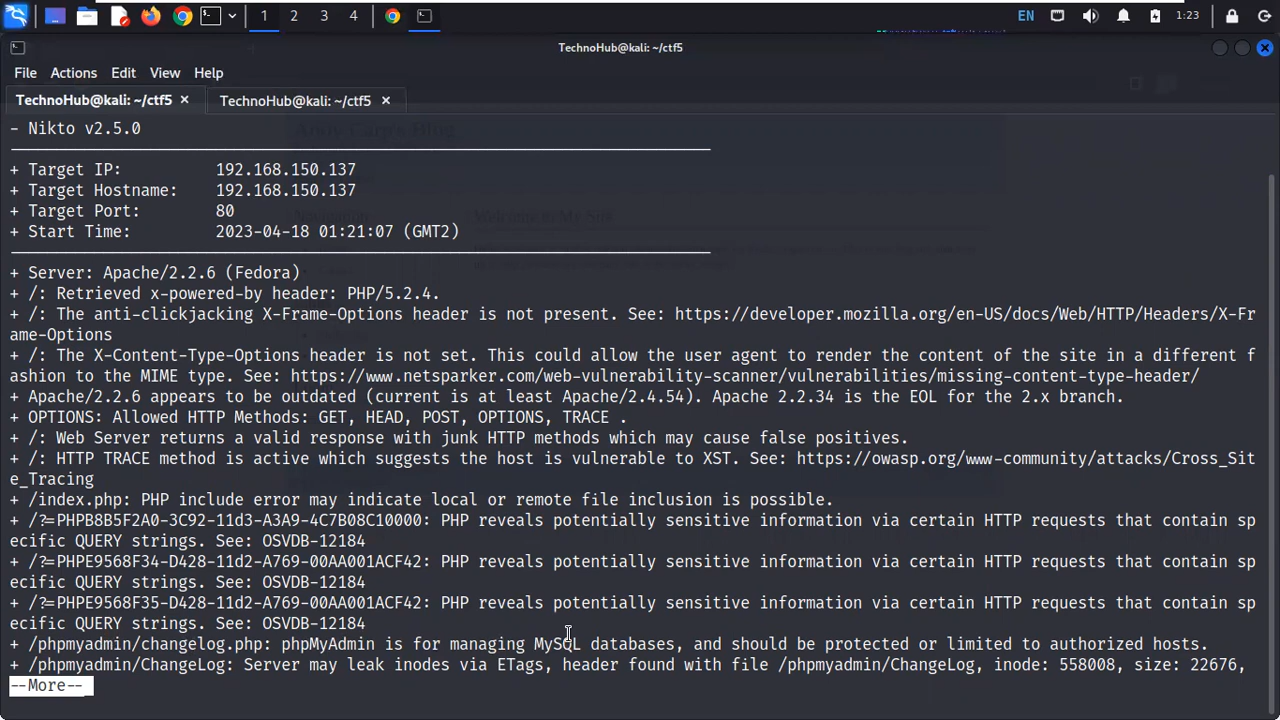 1 2 3 4 EN 1:23
TechnoHub@kali: ~/ctf5
File Actions Edit View Help
TechnoHub@kali: ~/ctf5 × TechnoHub@kali: ~/ctf5 ×
- Nikto v2.5.0
+ Target IP: 192.168.150.137
+ Target Hostname: 192.168.150.137
+ Target Port: 80
+ Start Time: 2023-04-18 01:21:07 (GMT2)
+ Server: Apache/2.2.6 (Fedora)
+ /: Retrieved x-powered-by header: PHP/5.2.4.
+ /: The anti-clickjacking X-Frame-Options header is not present. See: https://developer.mozilla.org/en-US/docs/Web/HTTP/Headers/X-Fr
ame-Options
+ /: The X-Content-Type-Options header is not set. This could allow the user agent to render the content of the site in a different f
ashion to the MIME type. See: https://www.netsparker.com/web-vulnerability-scanner/vulnerabilities/missing-content-type-header/
+ Apache/2.2.6 appears to be outdated (current is at least Apache/2.4.54). Apache 2.2.34 is the EOL for the 2.x branch.
+ OPTIONS: Allowed HTTP Methods: GET, HEAD, POST, OPTIONS, TRACE .
+ /: Web Server returns a valid response with junk HTTP methods which may cause false positives.
+ /: HTTP TRACE method is active which suggests the host is vulnerable to XST. See: https://owasp.org/www-community/attacks/Cross_Sit
e_Tracing
+ /index.php: PHP include error may indicate local or remote file inclusion is possible.
+ /?=PHPB8B5F2A0-3C92-11d3-A3A9-4C7B08C10000: PHP reveals potentially sensitive information via certain HTTP requests that contain sp
ecific QUERY strings. See: OSVDB-12184
+ /?=PHPE9568F34-D428-11d2-A769-00AA001ACF42: PHP reveals potentially sensitive information via certain HTTP requests that contain sp
ecific QUERY strings. See: OSVDB-12184
+ /?=PHPE9568F35-D428-11d2-A769-00AA001ACF42: PHP reveals potentially sensitive information via certain HTTP requests that contain sp
ecific QUERY strings. See: OSVDB-12184
+ /phpmyadmin/changelog.php: phpMyAdmin is for managing MySQL databases, and should be protected or limited to authorized hosts.
+ /phpmyadmin/ChangeLog: Server may leak inodes via ETags, header found with file /phpmyadmin/ChangeLog, inode: 558008, size: 22676,
--More--